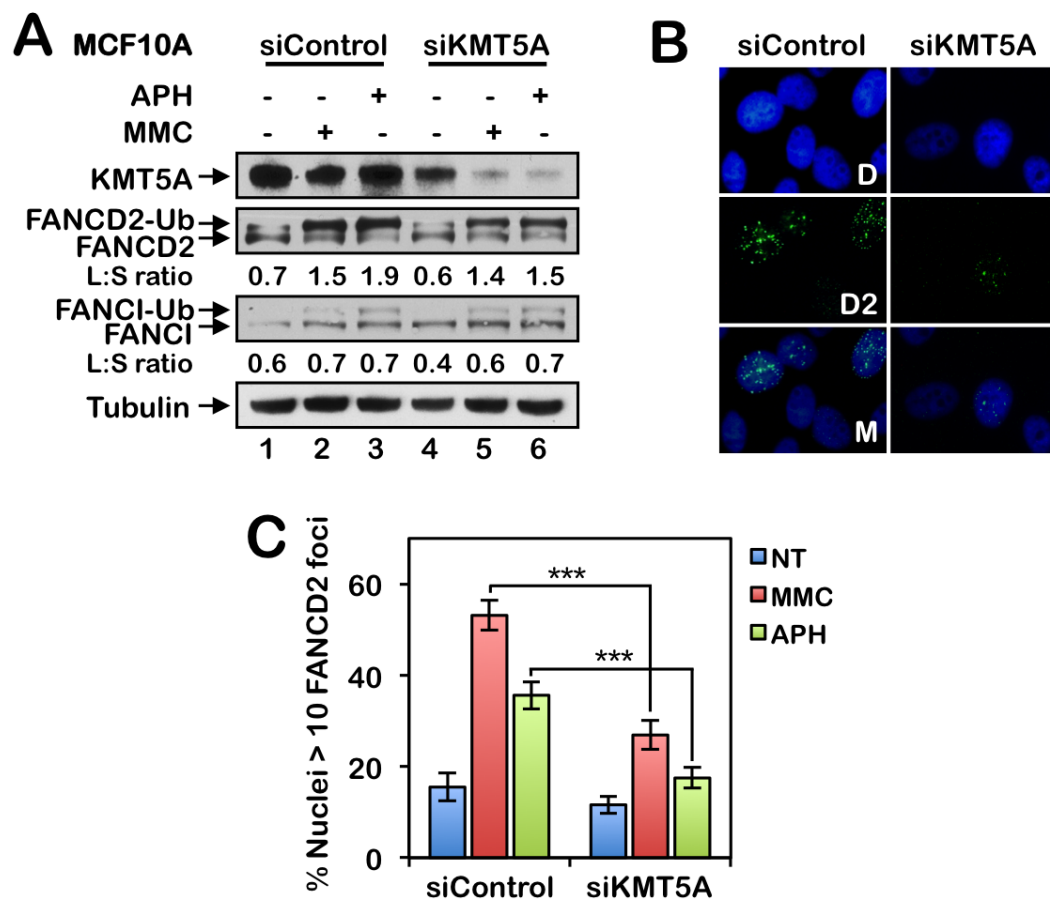 A
MCF10A siControl siKMT5A
APH - - + - - +
MMC - + - - + -
KMT5A
FANCD2-Ub
FANCD2
L:S ratio 0.7 1.5 1.9 0.6 1.4 1.5
FANCI-Ub
FANCI
L:S ratio 0.6 0.7 0.7 0.4 0.6 0.7
Tubulin
1 2 3 4 5 6
B
siControl siKMT5A
D
D2
M
C
% Nuclei > 10 FANCD2 foci
60
40
20
0
***
***
siControl siKMT5A
NT
MMC
APH